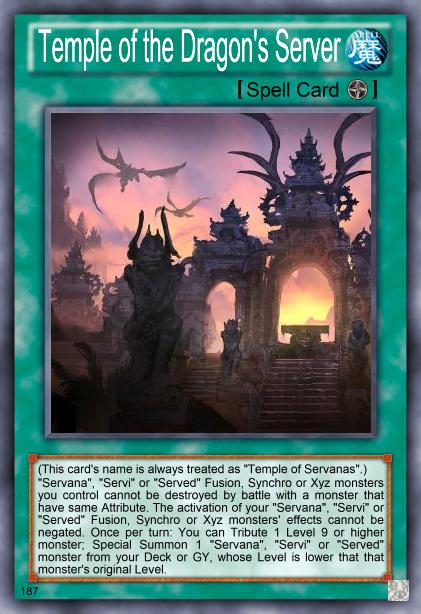 Temple of the Dragon's Server
SPELL
魔
[ Spell Card ]
(This card's name is always treated as "Temple of Servanas".)
"Servana", "Servi" or "Served" Fusion, Synchro or Xyz monsters
you control cannot be destroyed by battle with a monster that
have same Attribute. The activation of your "Servana", "Servi" or
"Served" Fusion, Synchro or Xyz monsters' effects cannot be
negated. Once per turn: You can Tribute 1 Level 9 or higher
monster; Special Summon 1 "Servana", "Servi" or "Served"
monster from your Deck or GY, whose Level is lower that that
monster's original Level.
187